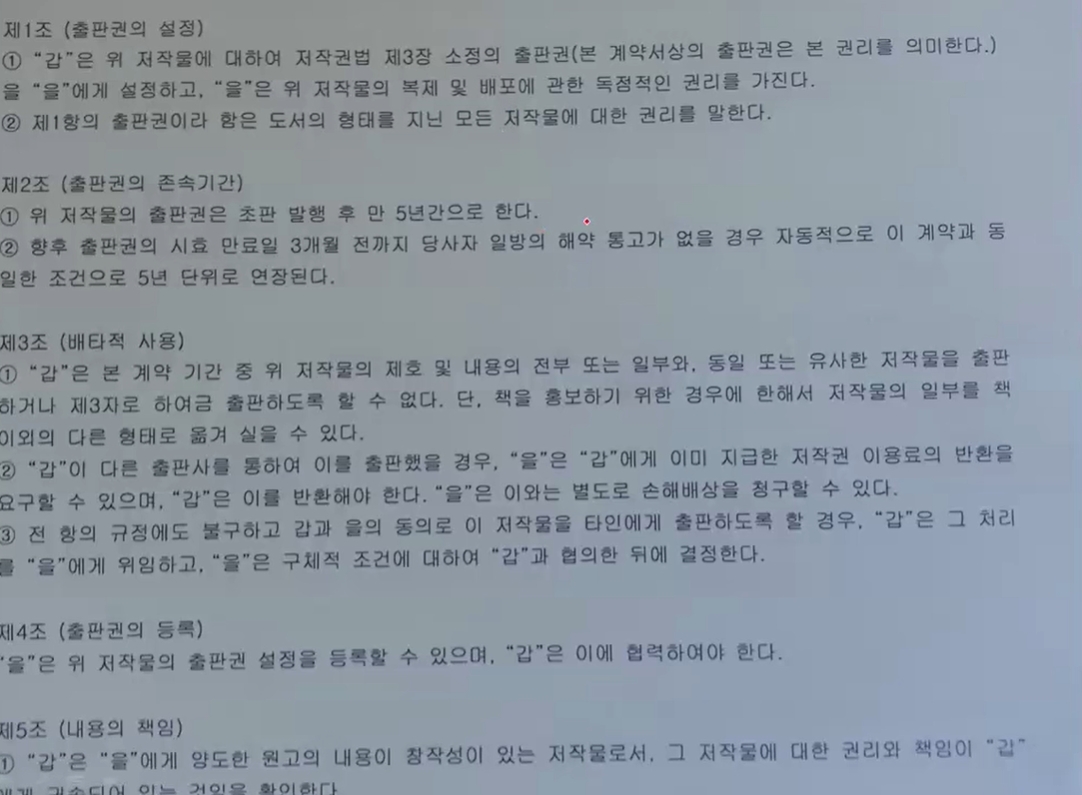 제1조 (출판권의 설정)
① “갑”은 위 저작물에 대하여 저작권법 제3장 소정의 출판권(본 계약서상의 출판권은 본 권리를 의미한다.)
을 “을”에게 설정하고, “을”은 위 저작물의 복제 및 배포에 관한 독점적인 권리를 가진다.
② 제1항의 출판권이라 함은 도서의 형태를 지닌 모든 저작물에 대한 권리를 말한다.
제2조 (출판권의 존속기간)
① 위 저작물의 출판권은 초판 발행 후 만 5년간으로 한다.
② 향후 출판권의 시효 만료일 3개월 전까지 당사자 일방의 해약 통고가 없을 경우 자동적으로 이 계약과 동
일한 조건으로 5년 단위로 연장된다.
제3조 (배타적 사용)
① “갑”은 본 계약 기간 중 위 저작물의 제호 및 내용의 전부 또는 일부와, 동일 또는 유사한 저작물을 출판
하거나 제3자로 하여금 출판하도록 할 수 없다. 단, 책을 홍보하기 위한 경우에 한해서 저작물의 일부를 책
이외의 다른 형태로 옮겨 실을 수 있다.
② “갑”이 다른 출판사를 통하여 이를 출판했을 경우, “을”은 “갑”에게 이미 지급한 저작권 이용료의 반환을
요구할 수 있으며, “갑”은 이를 반환해야 한다. “을”은 이와는 별도로 손해배상을 청구할 수 있다.
③ 전 항의 규정에도 불구하고 갑과 을의 동의로 이 저작물을 타인에게 출판하도록 할 경우, “갑”은 그 처리
를 “을”에게 위임하고, “을”은 구체적 조건에 대하여 “갑”과 협의한 뒤에 결정한다.
제4조 (출판권의 등록)
“을”은 위 저작물의 출판권 설정을 등록할 수 있으며, “갑”은 이에 협력하여야 한다.
제5조 (내용의 책임)
① “갑”은 “을”에게 양도한 원고의 내용이 창작성이 있는 저작물로서, 그 저작물에 대한 권리와 책임이 “갑”
에게 귀속되어 있는 것임을 확인한다